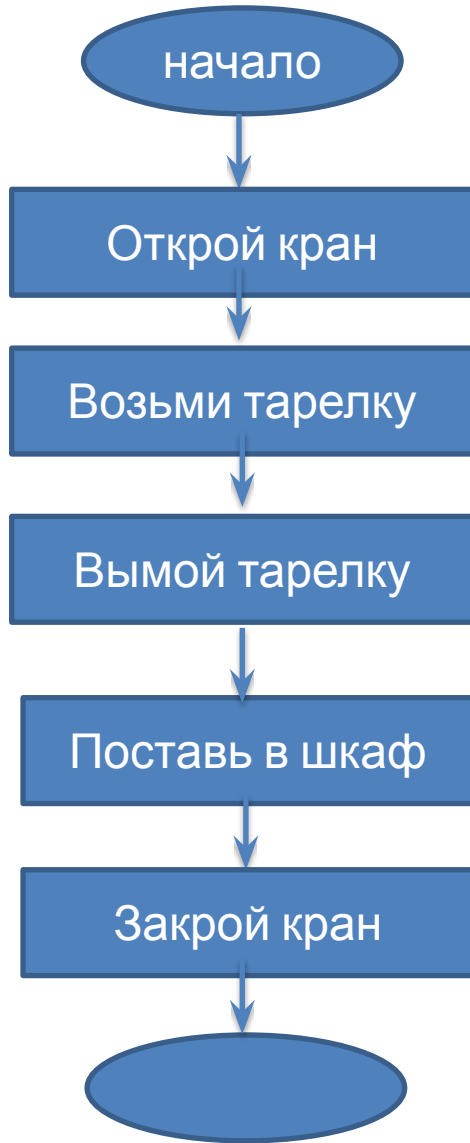 начало
Открой кран
Возьми тарелку
Вымой тарелку
Поставь в шкаф
Закрой кран